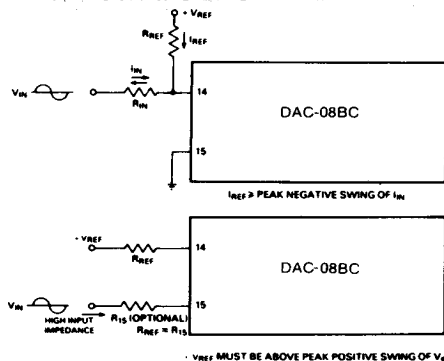 + VREF
RREF
IREF
iIN
VIN
RIN
14
DAC-08BC
15
IREF ≥ PEAK NEGATIVE SWING OF iIN
+ VREF
RREF
14
DAC-08BC
VIN
HIGH INPUT
IMPEDANCE
R15 (OPTIONAL)
RREF = R15
15
+ VREF MUST BE ABOVE PEAK POSITIVE SWING OF